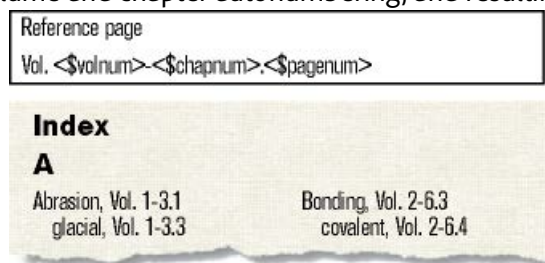 Reference page
Vol. <$volnum>-<$chapnum>.<$pagenum>
Index
A
Abrasion, Vol. 1-3.1
glacial, Vol. 1-3.3
Bonding, Vol. 2-6.3
covalent, Vol. 2-6.4